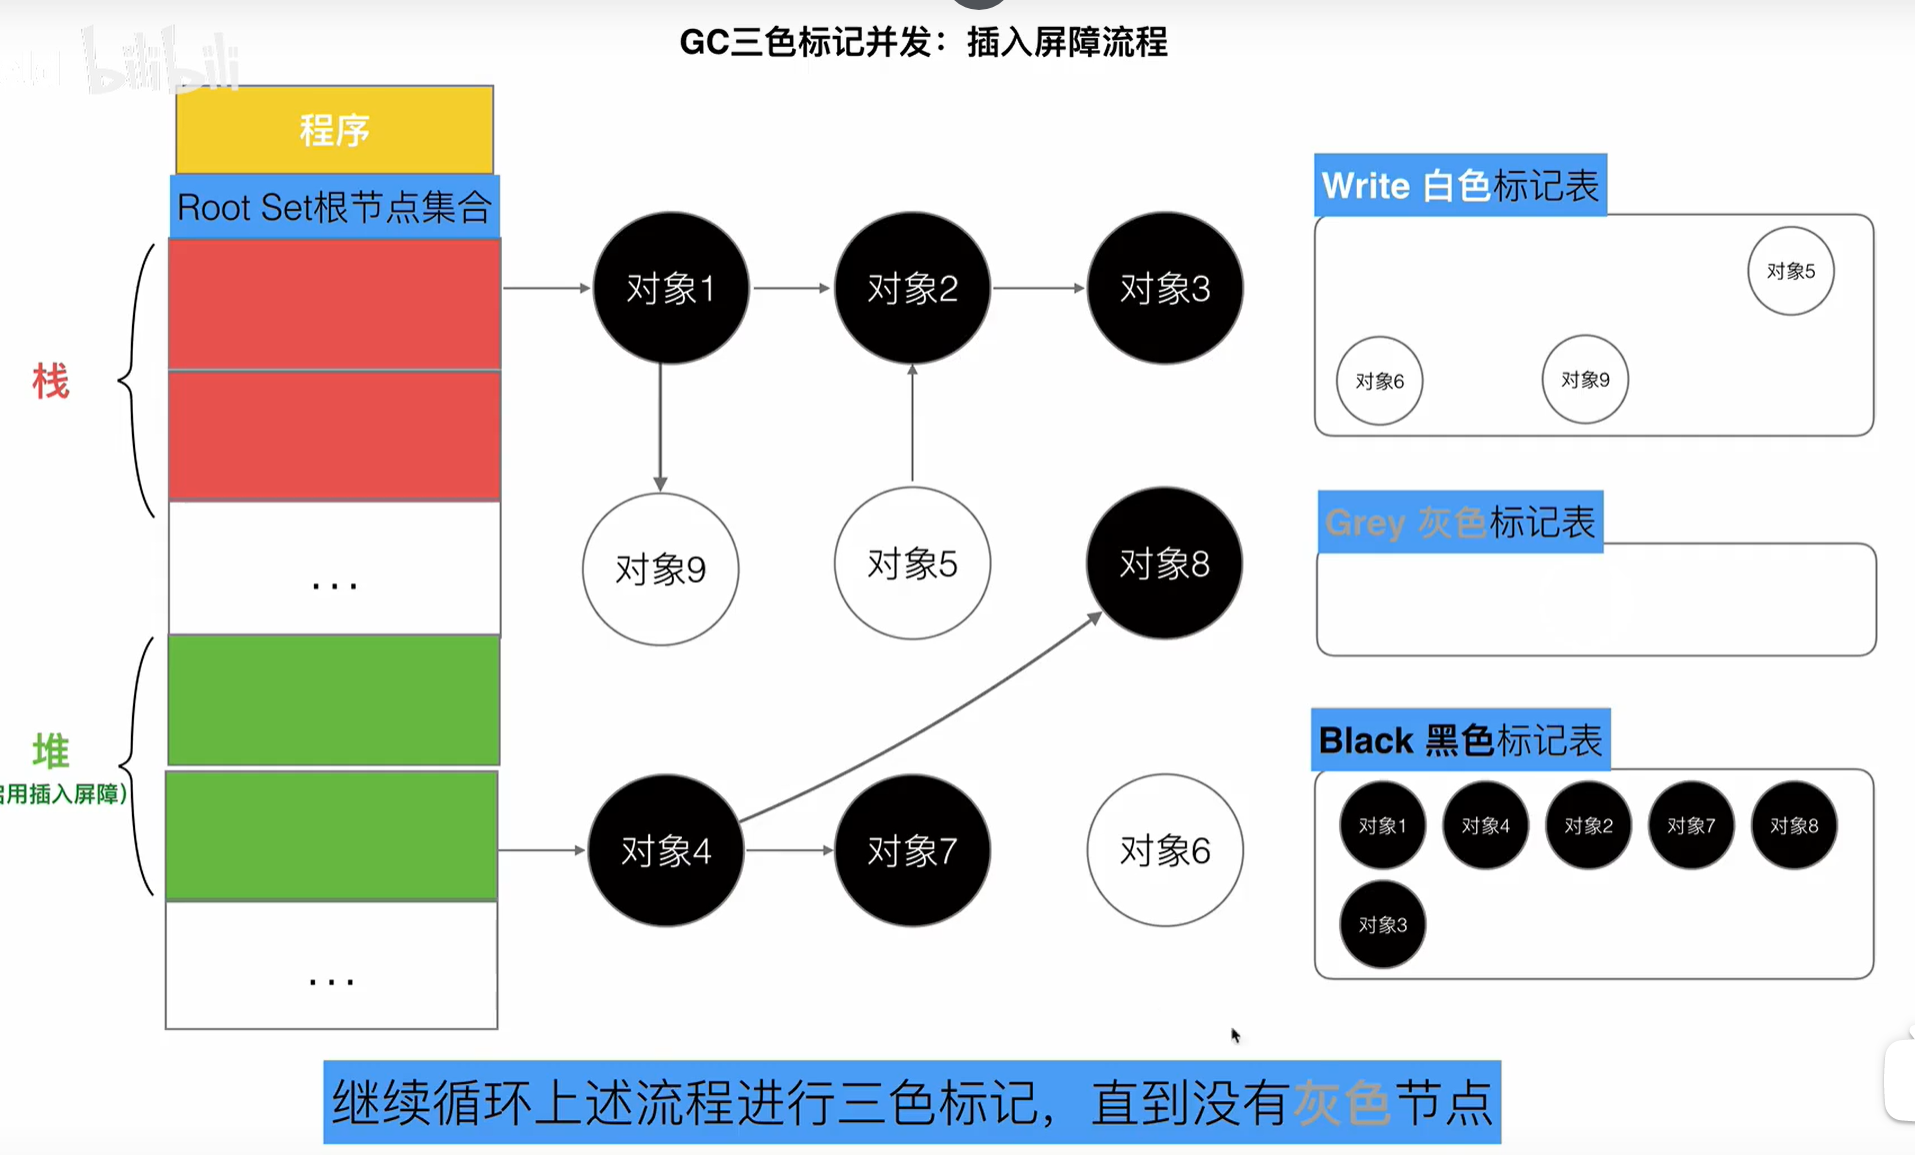 GC三色标记并发：插入屏障流程
bilibili
程序
Root Set根节点集合
栈
...
堆
启用插入屏障）
...
对象1
对象2
对象3
对象9
对象5
对象8
对象4
对象7
对象6
Write 白色标记表
对象5
对象6
对象9
Grey 灰色标记表
Black 黑色标记表
对象1
对象4
对象2
对象7
对象8
对象3
继续循环上述流程进行三色标记，直到没有灰色节点